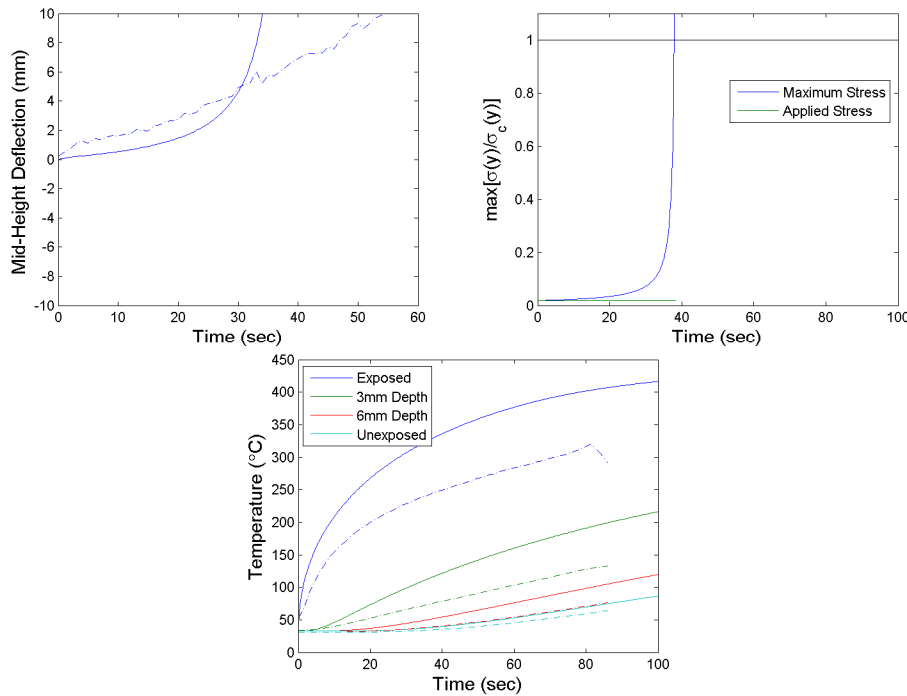 10
8
6
4
2
0
-2
-4
-6
-8
-10
Mid-Height Deflection (mm)
0 10 20 30 40 50 60
Time (sec)
1
0.8
0.6
0.4
0.2
0
max[σ(y)/σc(y)]
Maximum Stress
Applied Stress
0 20 40 60 80 100
Time (sec)
450
400
350
300
250
200
150
100
50
0
Temperature (°C)
Exposed
3mm Depth
6mm Depth
Unexposed
0 20 40 60 80 100
Time (sec)